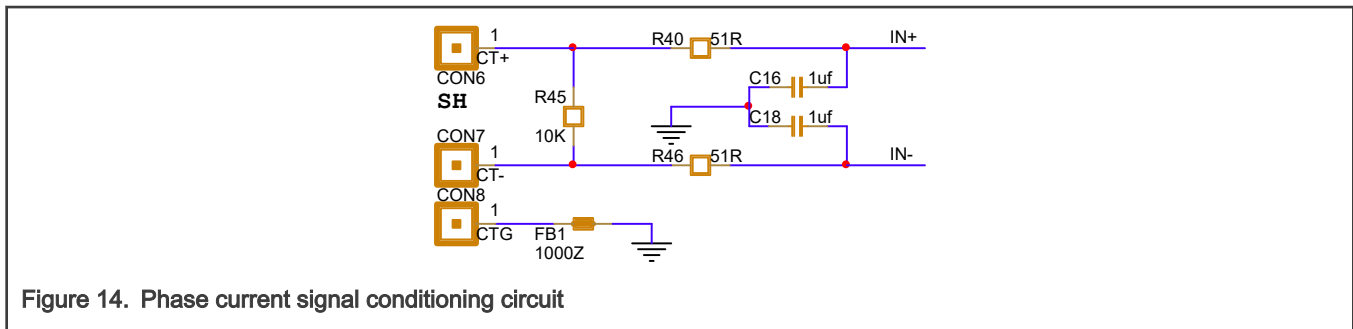 1
CT+
CON6
SH
R40
51R
IN+
C16
1uf
R45
10K
C18
1uf
CON7
1
CT-
R46
51R
IN-
CON8
1
CTG
FB1
1000Z
Figure 14. Phase current signal conditioning circuit